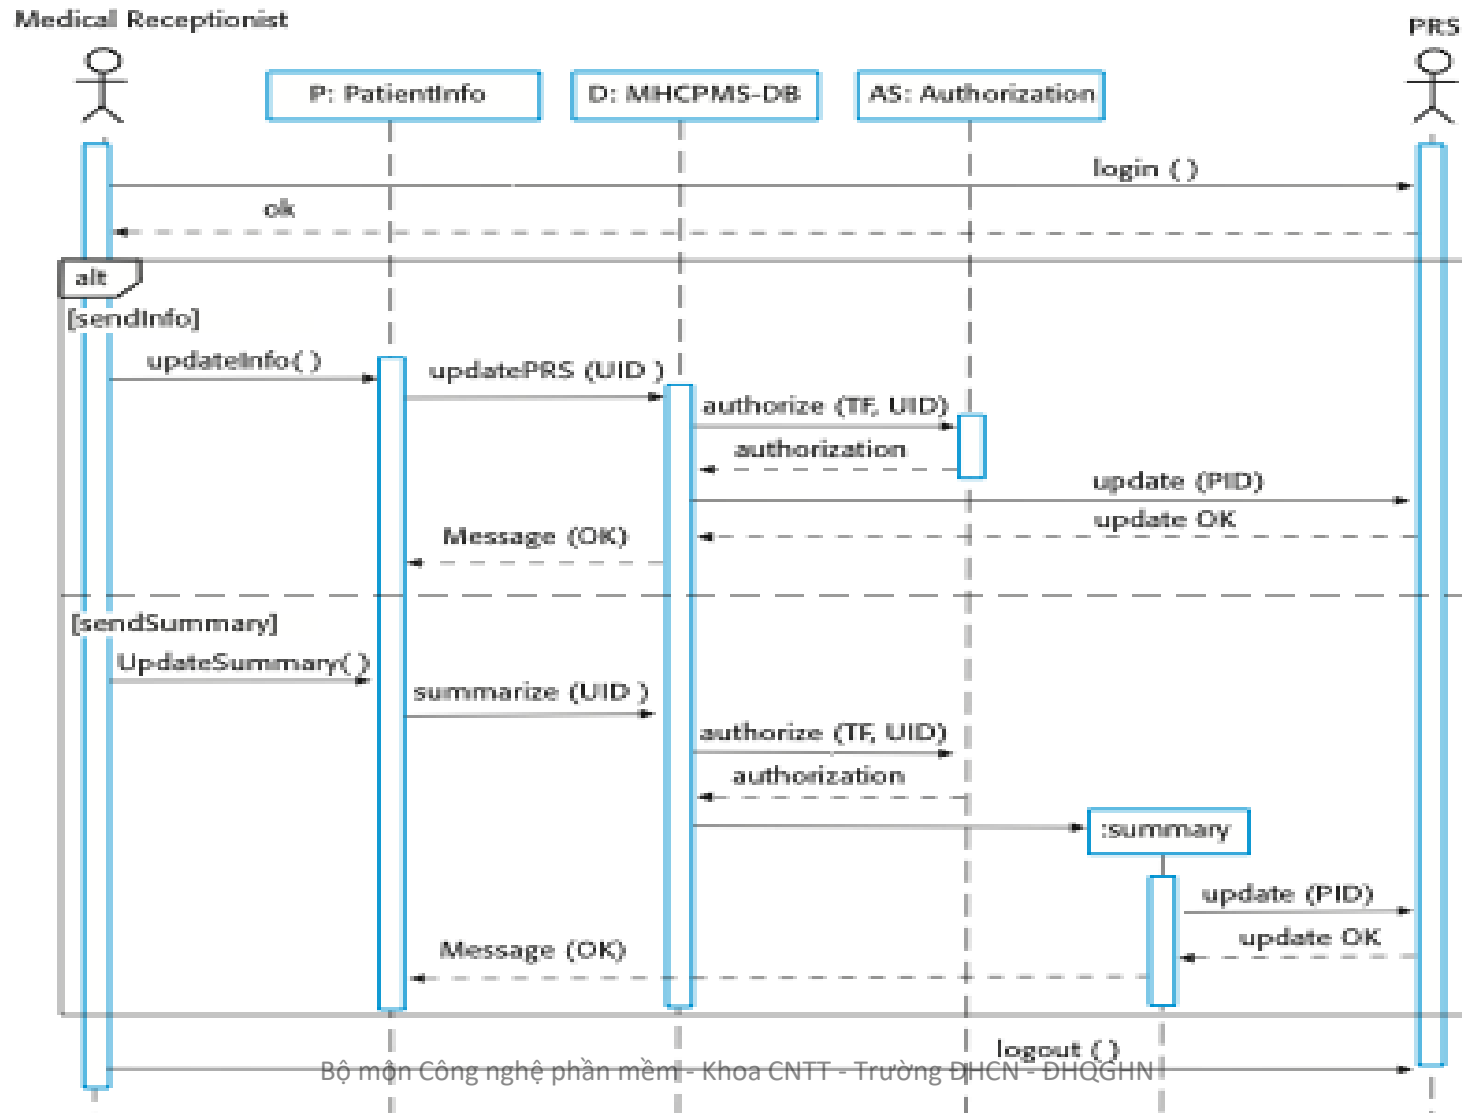 Medical Receptionist
PRS
P: PatientInfo
D: MHCPMS-DB
AS: Authorization
login ( )
ok
alt
[sendInfo]
updateInfo( )
updatePRS (UID )
authorize (TF, UID)
authorization
update (PID)
update OK
Message (OK)
[sendSummary]
UpdateSummary( )
summarize (UID )
authorize (TF, UID)
authorization
:summary
update (PID)
update OK
Message (OK)
logout ( )
Bộ môn Công nghệ phần mềm - Khoa CNTT - Trường ĐHCN - ĐHQGHN